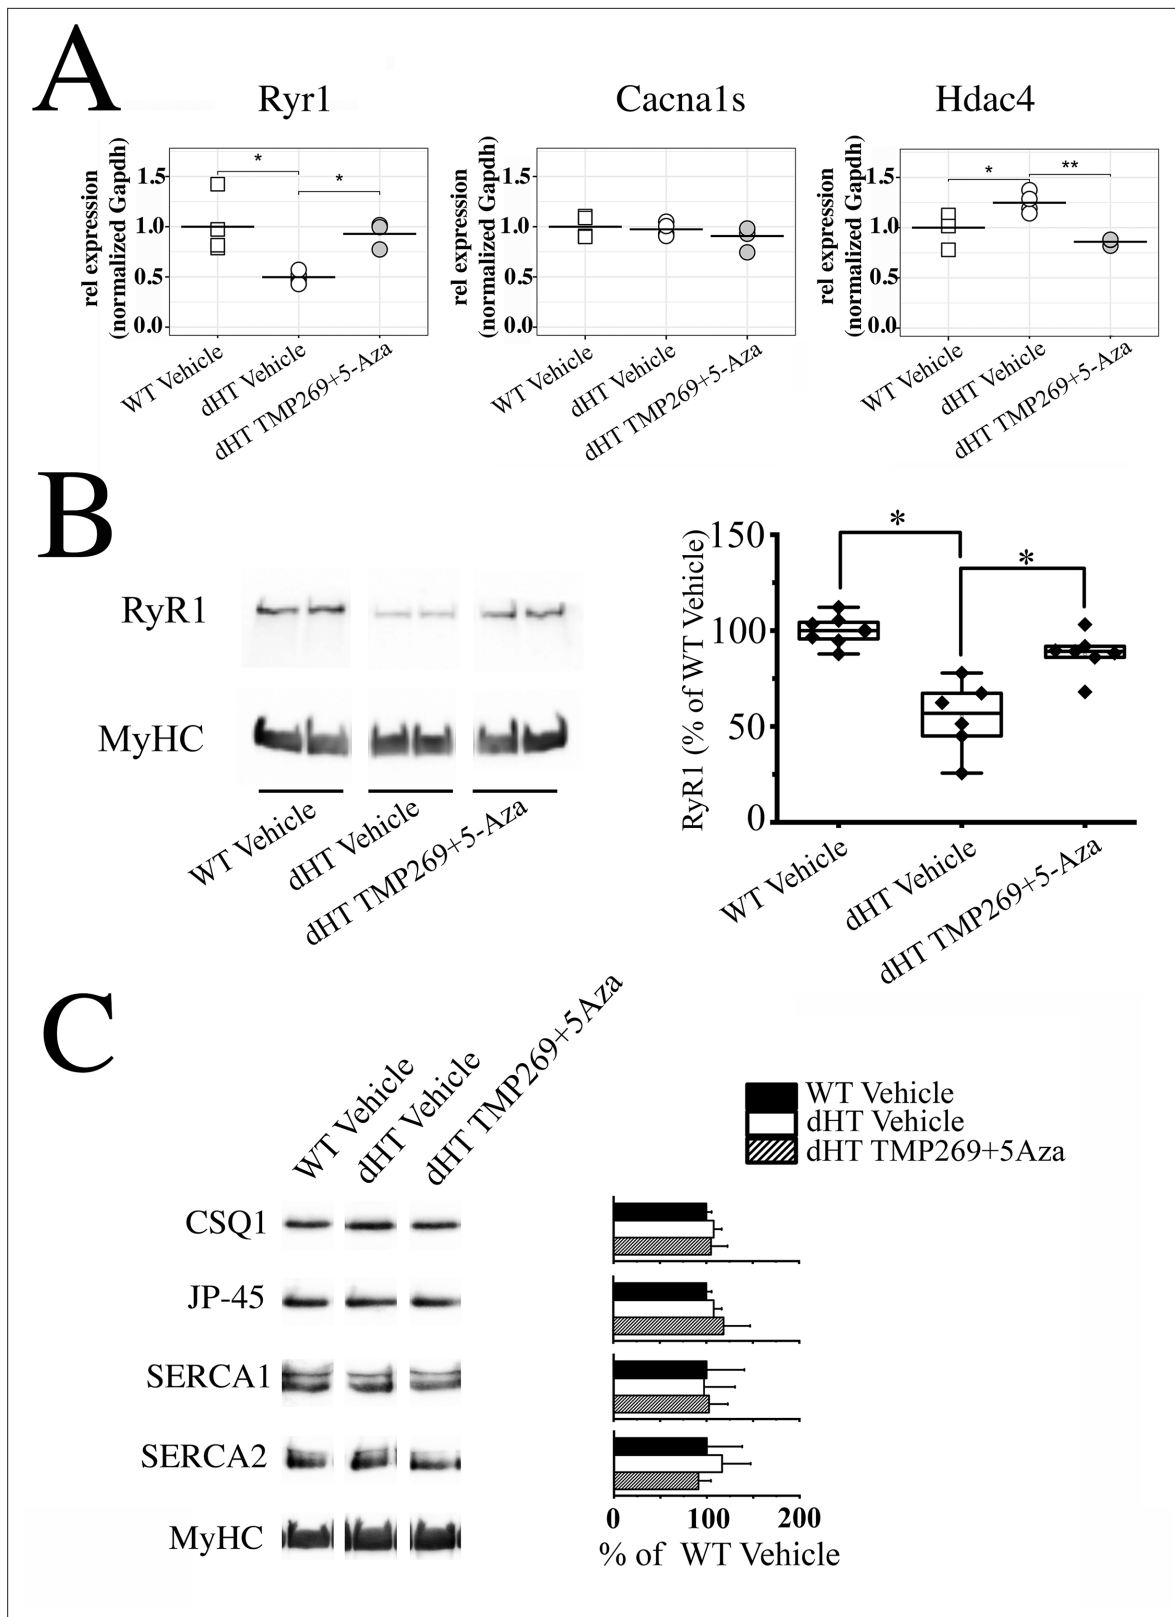 A
Ryr1
Cacna1s
Hdac4
rel expression
(normalized Gapdh)
1.5
1.0
0.5
0.0
*
*
WT Vehicle
dHT Vehicle
dHT TMP269+5-Aza
rel expression
(normalized Gapdh)
1.5
1.0
0.5
0.0
WT Vehicle
dHT Vehicle
dHT TMP269+5-Aza
rel expression
(normalized Gapdh)
1.5
1.0
0.5
0.0
*
**
WT Vehicle
dHT Vehicle
dHT TMP269+5-Aza
B
RyR1
MyHC
WT Vehicle
dHT Vehicle
dHT TMP269+5-Aza
RyR1 (% of WT Vehicle)
150
100
50
0
*
*
WT Vehicle
dHT Vehicle
dHT TMP269+5-Aza
C
WT Vehicle
dHT Vehicle
dHT TMP269+5Aza
CSQ1
JP-45
SERCA1
SERCA2
MyHC
WT Vehicle
dHT Vehicle
dHT TMP269+5Aza
0 100 200
% of WT Vehicle